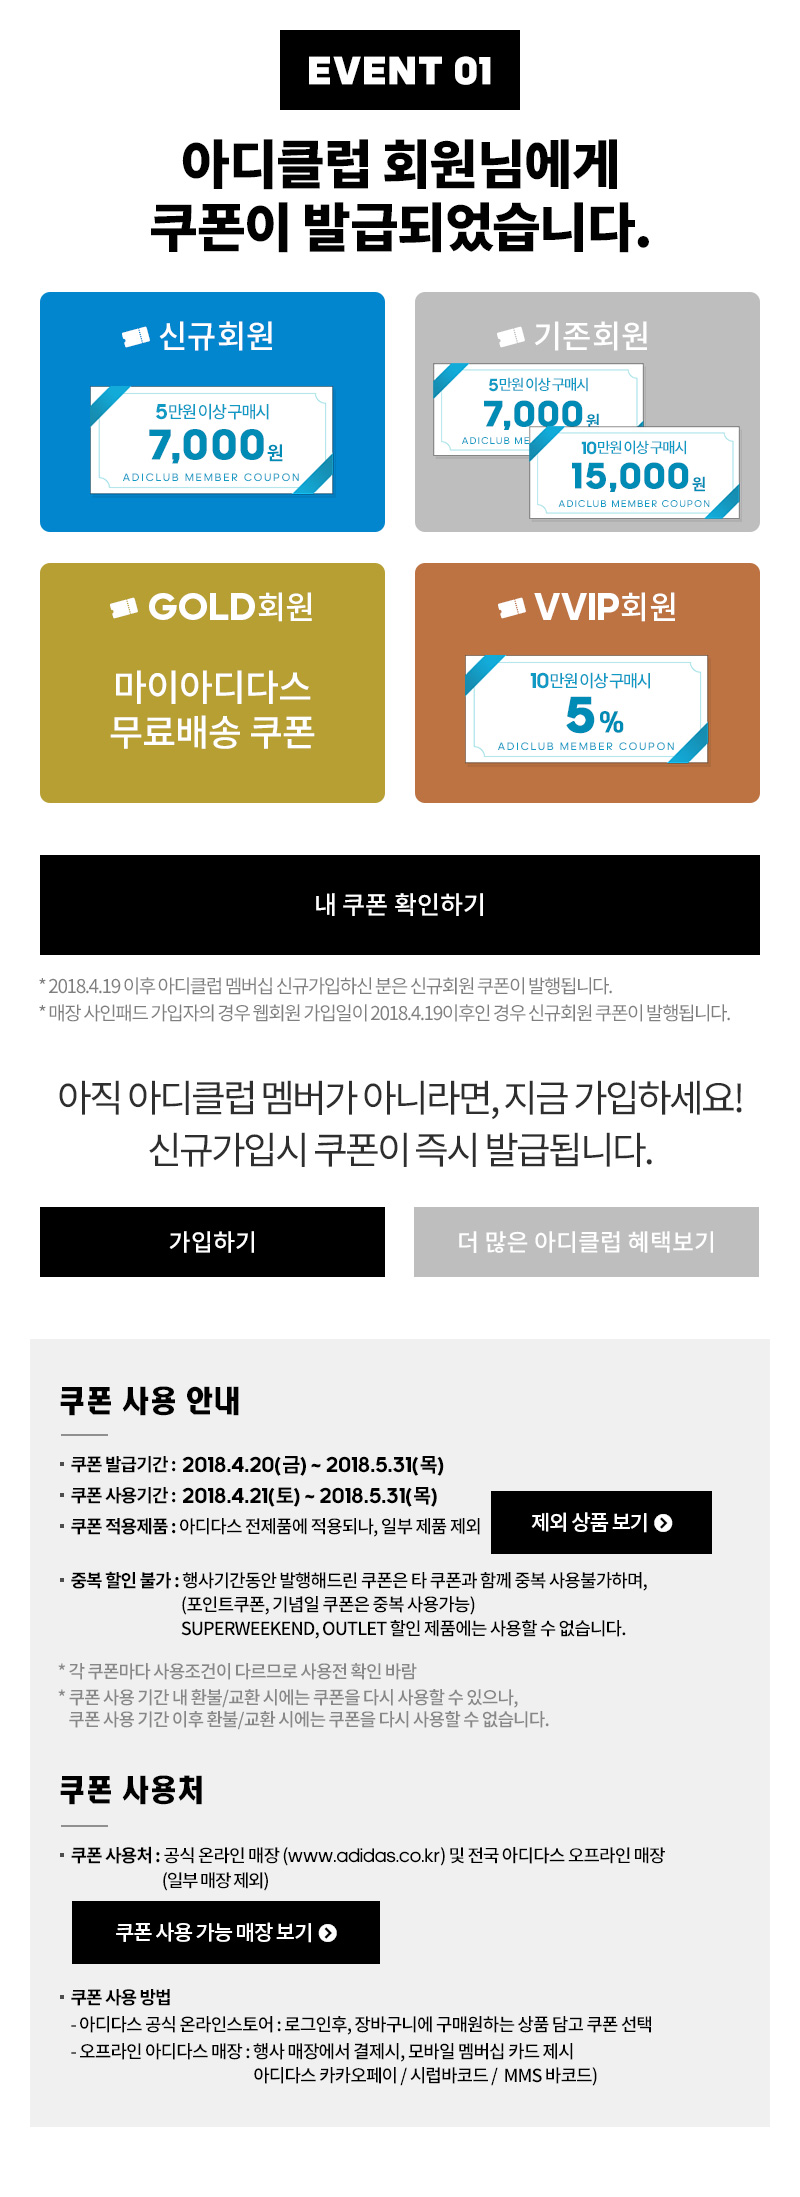 EVENT 01
아디클럽 회원님에게
쿠폰이 발급되었습니다.
신규회원
5만원 이상 구매시
7,000원
ADICLUB MEMBER COUPON
기존회원
5만원 이상 구매시
7,000원
ADICLUB ME
10만원 이상 구매시
15,000원
ADICLUB MEMBER COUPON
GOLD회원
마이아디다스
무료배송 쿠폰
VVIP회원
10만원 이상 구매시
5%
ADICLUB MEMBER COUPON
내 쿠폰 확인하기
* 2018.4.19 이후 아디클럽 멤버십 신규가입하신 분은 신규회원 쿠폰이 발행됩니다.
* 매장 사인패드 가입자의 경우 웹회원 가입일이 2018.4.19이후인 경우 신규회원 쿠폰이 발행됩니다.
아직 아디클럽 멤버가 아니라면, 지금 가입하세요!
신규가입시 쿠폰이 즉시 발급됩니다.
가입하기
더 많은 아디클럽 혜택보기
쿠폰 사용 안내
· 쿠폰 발급기간 : 2018.4.20(금) ~ 2018.5.31(목)
· 쿠폰 사용기간 : 2018.4.21(토) ~ 2018.5.31(목)
· 쿠폰 적용제품 : 아디다스 전제품에 적용되나, 일부 제품 제외
제외 상품 보기
· 중복 할인 불가 : 행사기간동안 발행해드린 쿠폰은 타 쿠폰과 함께 중복 사용불가하며,
(포인트쿠폰, 기념일 쿠폰은 중복 사용가능)
SUPERWEEKEND, OUTLET 할인 제품에는 사용할 수 없습니다.
* 각 쿠폰마다 사용조건이 다르므로 사용전 확인 바람
* 쿠폰 사용 기간 내 환불/교환 시에는 쿠폰을 다시 사용할 수 있으나,
쿠폰 사용 기간 이후 환불/교환 시에는 쿠폰을 다시 사용할 수 없습니다.
쿠폰 사용처
· 쿠폰 사용처 : 공식 온라인 매장 (www.adidas.co.kr) 및 전국 아디다스 오프라인 매장
(일부 매장 제외)
쿠폰 사용 가능 매장 보기
· 쿠폰 사용 방법
- 아디다스 공식 온라인스토어 : 로그인후, 장바구니에 구매원하는 상품 담고 쿠폰 선택
- 오프라인 아디다스 매장 : 행사 매장에서 결제시, 모바일 멤버십 카드 제시
아디다스 카카오페이 / 시럽바코드 / MMS 바코드)